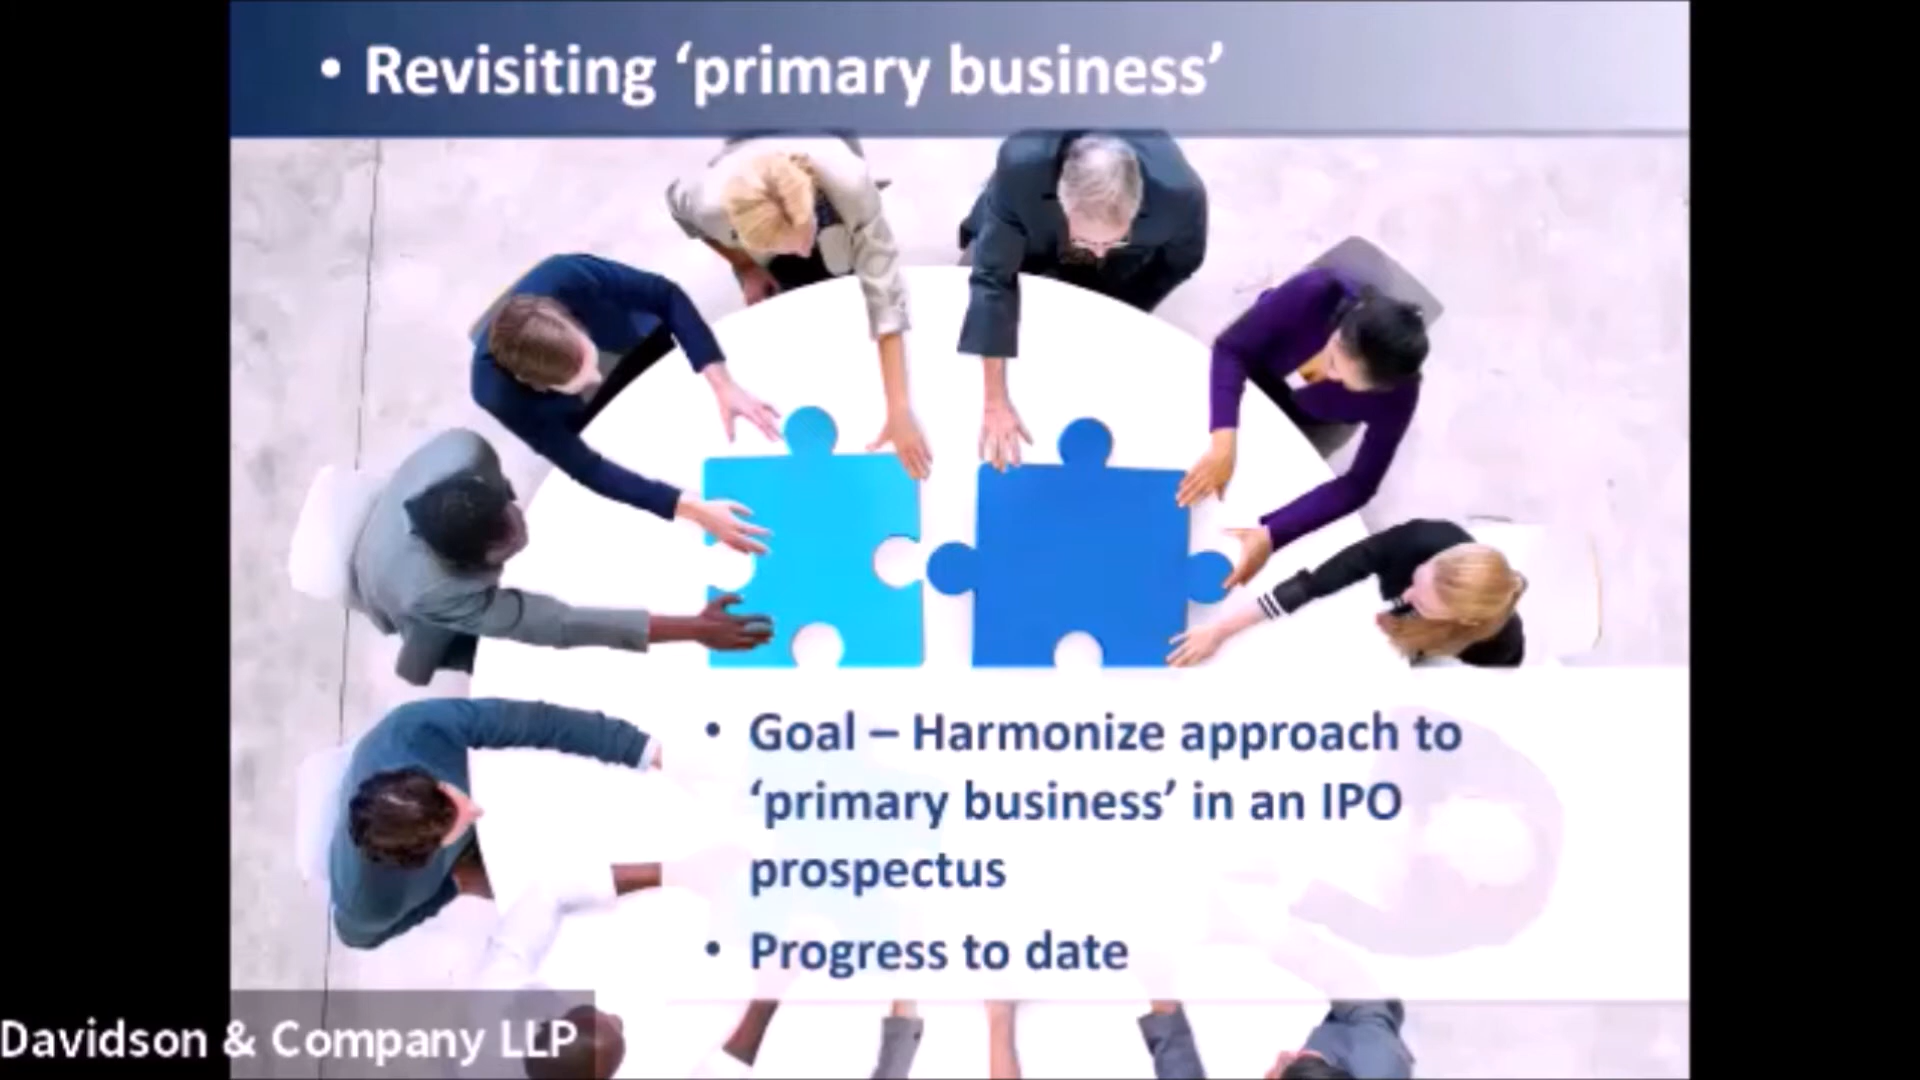 • Revisiting ‘primary business’
• Goal – Harmonize approach to
‘primary business’ in an IPO
prospectus
• Progress to date
Davidson & Company LLP